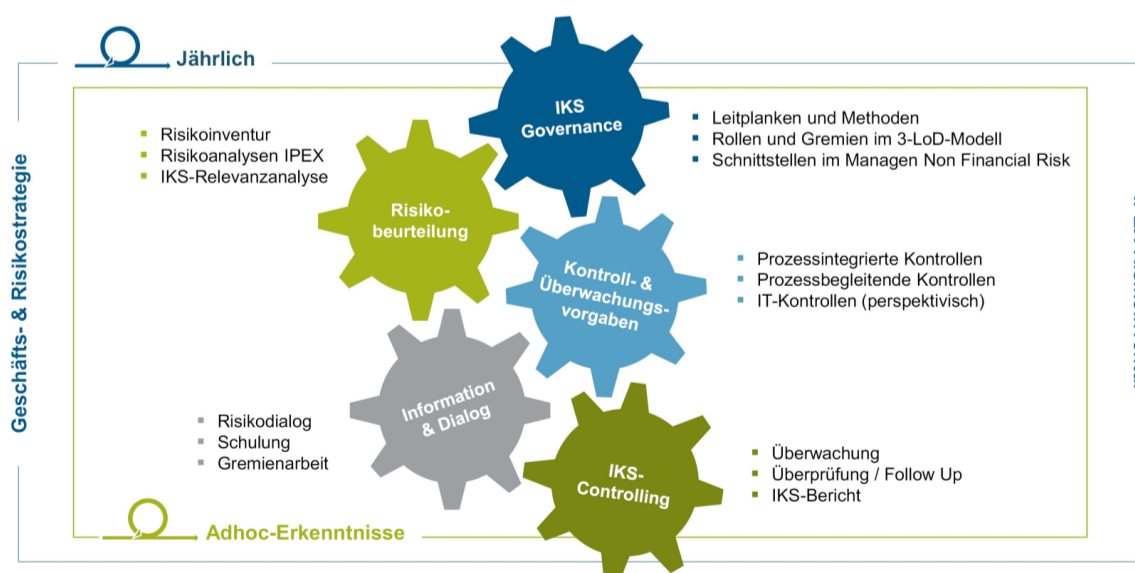 Jährlich
Geschäfts- & Risikostrategie
IKS
Governance
Leitplanken und Methoden
Rollen und Gremien im 3-LoD-Modell
Schnittstellen im Managen Non Financial Risk
Risikoinventur
Risikoanalysen IPEX
IKS-Relevanzanalyse
Risiko-
beurteilung
Kontroll- &
Überwachungs-
vorgaben
Prozessintegrierte Kontrollen
Prozessbegleitende Kontrollen
IT-Kontrollen (perspektivisch)
Information
& Dialog
Risikodialog
Schulung
Gremienarbeit
IKS-
Controlling
Überwachung
Überprüfung / Follow Up
IKS-Bericht
Adhoc-Erkenntnisse